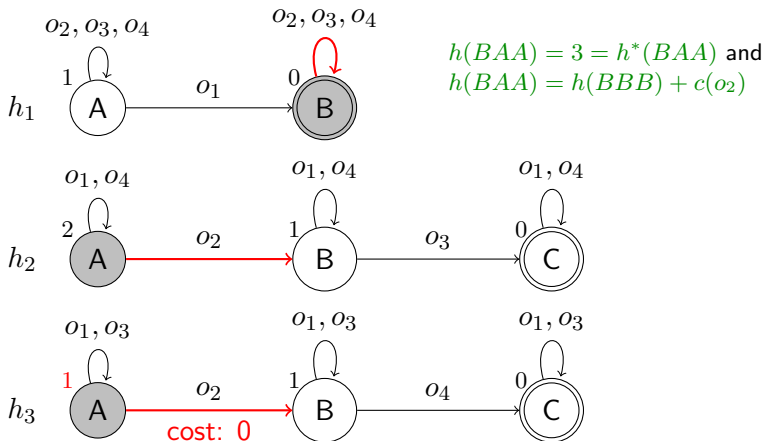 o₂, o₃, o₄ o₂, o₃, o₄
h(BAA) = 3 = h*(BAA) and
h(BAA) = h(BBB) + c(o₂)
1 0
h₁ A o₁ B
o₁, o₄ o₁, o₄ o₁, o₄
2 1 0
h₂ A o₂ B o₃ C
o₁, o₃ o₁, o₃ o₁, o₃
1 1 0
h₃ A o₂ B o₄ C
cost: 0